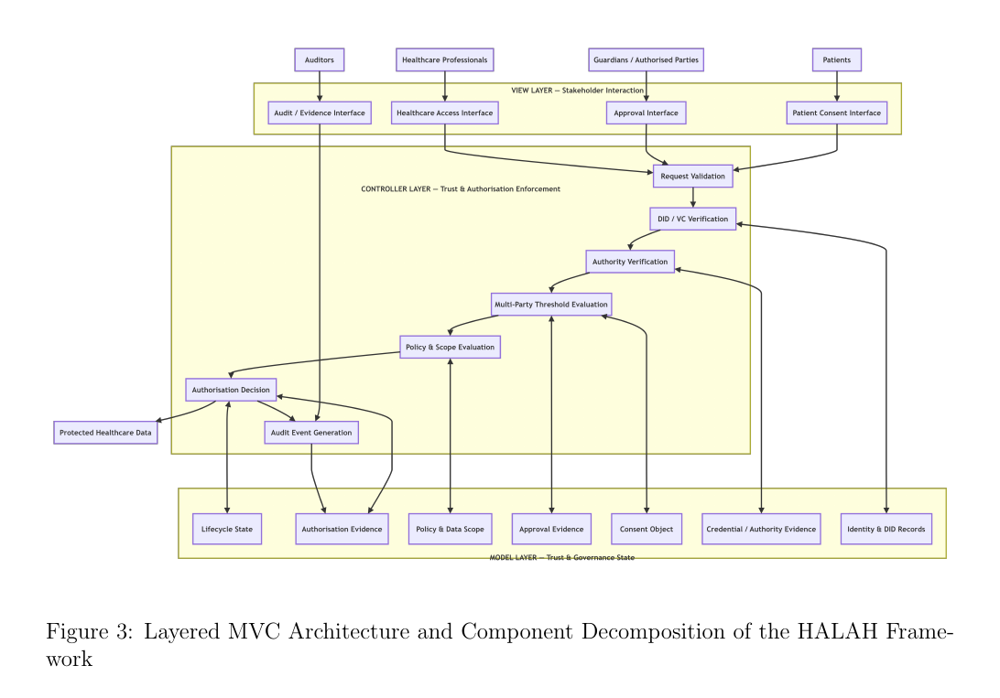 Auditors
Healthcare Professionals
Guardians / Authorised Parties
Patients
VIEW LAYER — Stakeholder Interaction
Audit / Evidence Interface
Healthcare Access Interface
Approval Interface
Patient Consent Interface
Request Validation
CONTROLLER LAYER — Trust & Authorisation Enforcement
DID / VC Verification
Authority Verification
Multi-Party Threshold Evaluation
Policy & Scope Evaluation
Authorisation Decision
Protected Healthcare Data
Audit Event Generation
Lifecycle State
Authorisation Evidence
Policy & Data Scope
Approval Evidence
Consent Object
Credential / Authority Evidence
Identity & DID Records
MODEL LAYER — Trust & Governance State
Figure 3: Layered MVC Architecture and Component Decomposition of the HALAH Frame-
work